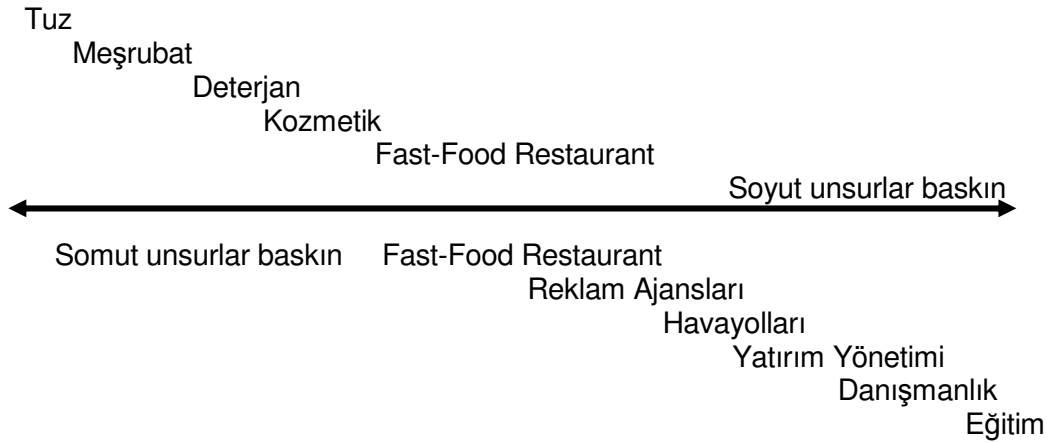 Tuz
Meşrubat
Deterjan
Kozmetik
Fast-Food Restaurant
Soyut unsurlar baskın
Somut unsurlar baskın
Fast-Food Restaurant
Reklam Ajansları
Havayolları
Yatırım Yönetimi
Danışmanlık
Eğitim